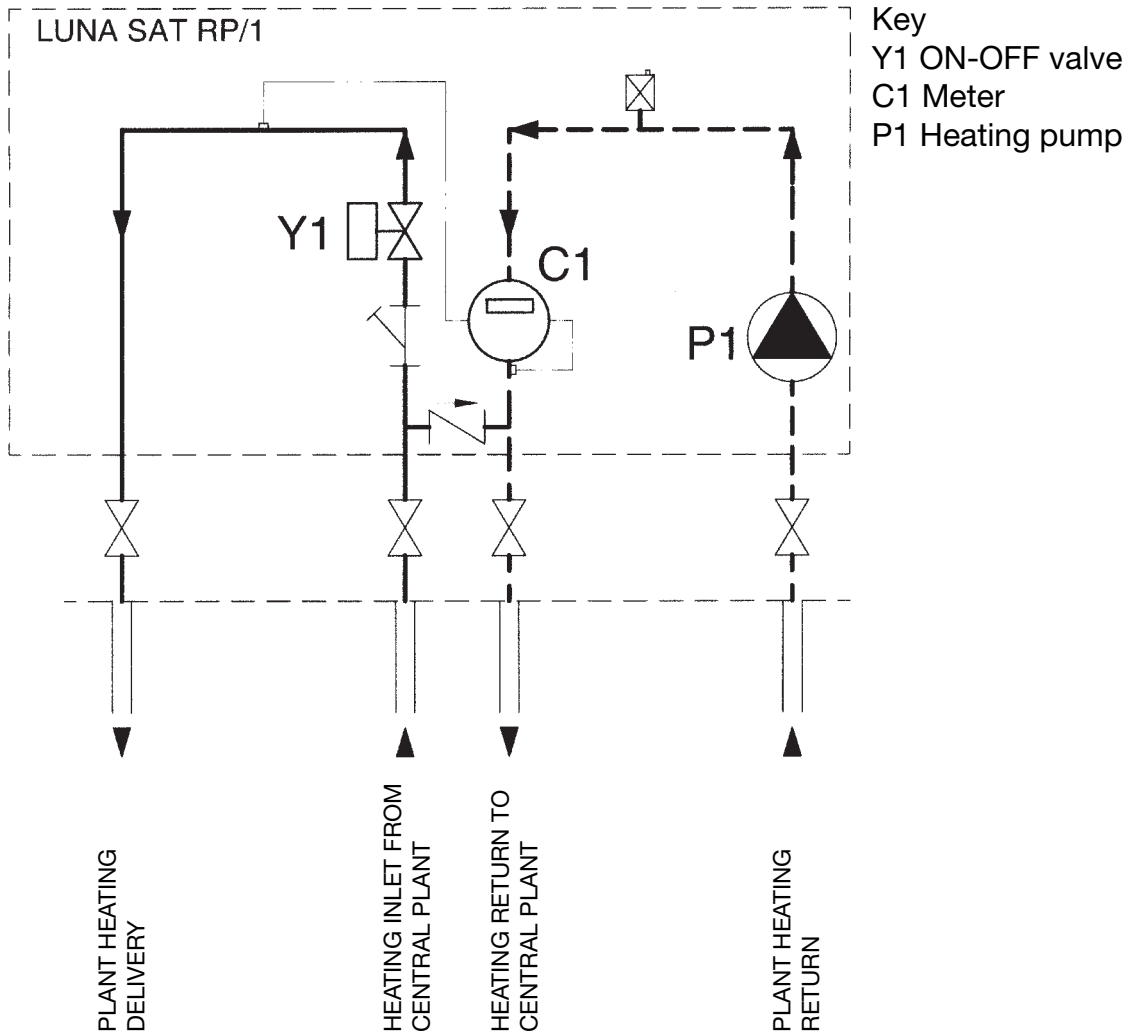 LUNA SAT RP/1
Key
Y1 ON-OFF valve
C1 Meter
P1 Heating pump
Y1
C1
P1
PLANT HEATING
DELIVERY
HEATING INLET FROM
CENTRAL PLANT
HEATING RETURN TO
CENTRAL PLANT
PLANT HEATING
RETURN